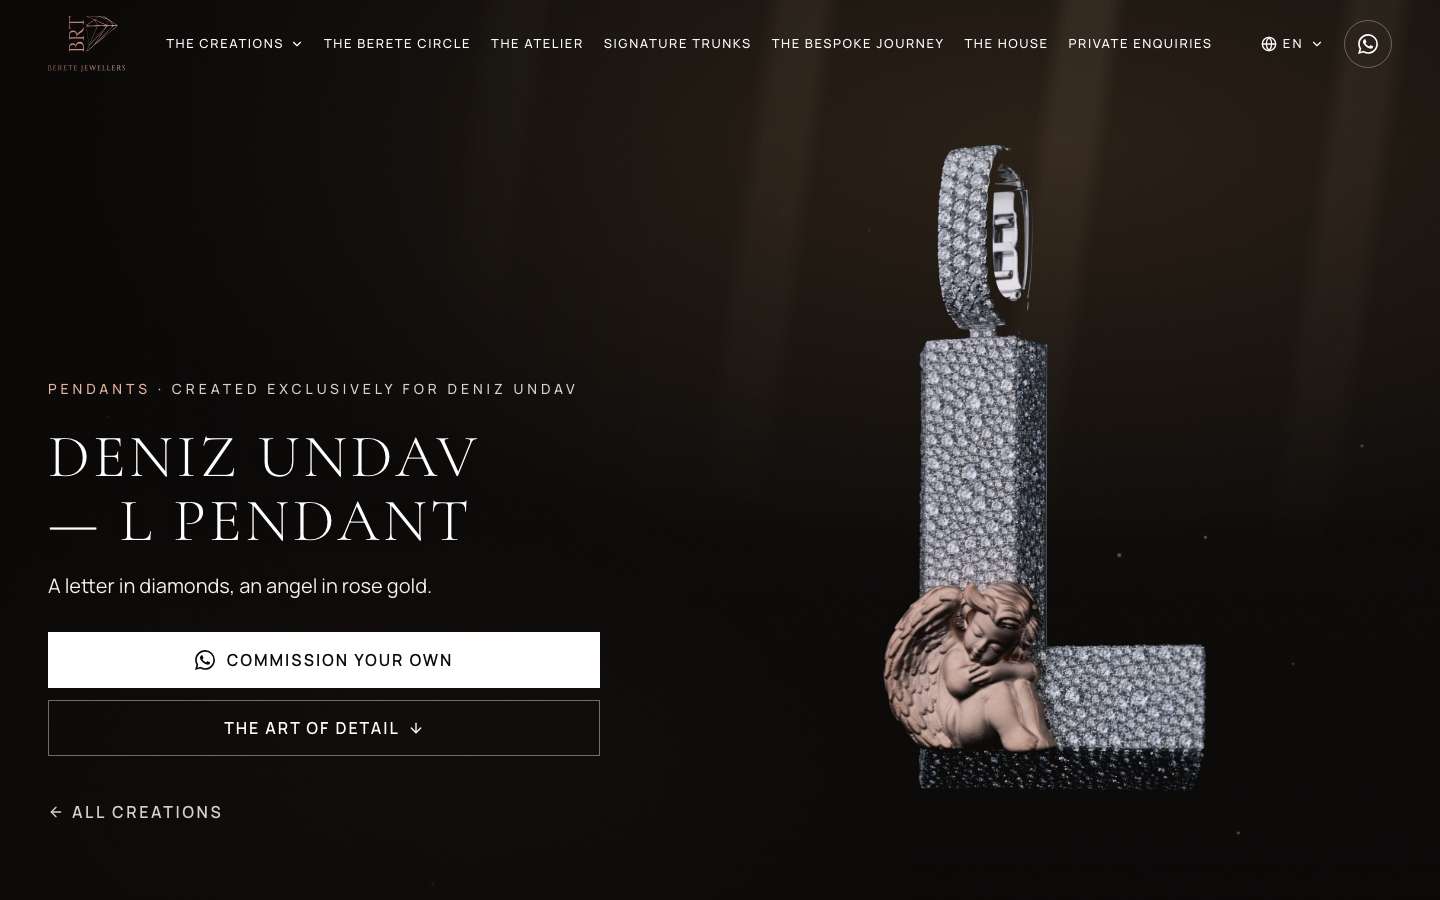 BRT
BERETE JEWELLERS
THE CREATIONS
THE BERETE CIRCLE
THE ATELIER
SIGNATURE TRUNKS
THE BESPOKE JOURNEY
THE HOUSE
PRIVATE ENQUIRIES
EN
PENDANTS · CREATED EXCLUSIVELY FOR DENIZ UNDAV
DENIZ UNDAV
— L PENDANT
A letter in diamonds, an angel in rose gold.
COMMISSION YOUR OWN
THE ART OF DETAIL ↓
← ALL CREATIONS